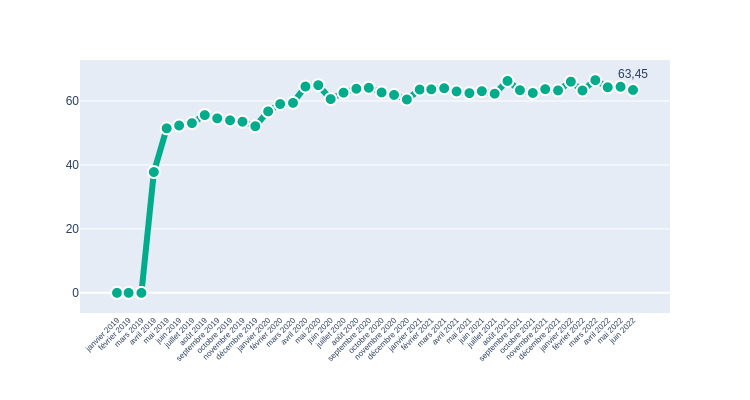 63,45
60
40
20
0
janvier 2019
février 2019
mars 2019
avril 2019
mai 2019
juin 2019
juillet 2019
août 2019
septembre 2019
octobre 2019
novembre 2019
décembre 2019
janvier 2020
février 2020
mars 2020
avril 2020
mai 2020
juin 2020
juillet 2020
août 2020
septembre 2020
octobre 2020
novembre 2020
décembre 2020
janvier 2021
février 2021
mars 2021
avril 2021
mai 2021
juin 2021
juillet 2021
août 2021
septembre 2021
octobre 2021
novembre 2021
décembre 2021
janvier 2022
février 2022
mars 2022
avril 2022
mai 2022
juin 2022